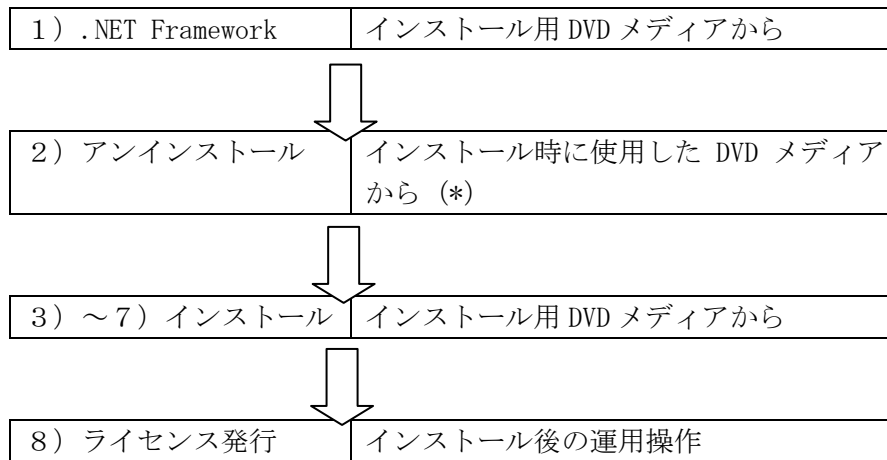 １）.NET Framework インストール用 DVD メディアから
２）アンインストール インストール時に使用した DVD メディア
から (*)
３）～７）インストール インストール用 DVD メディアから
８）ライセンス発行 インストール後の運用操作